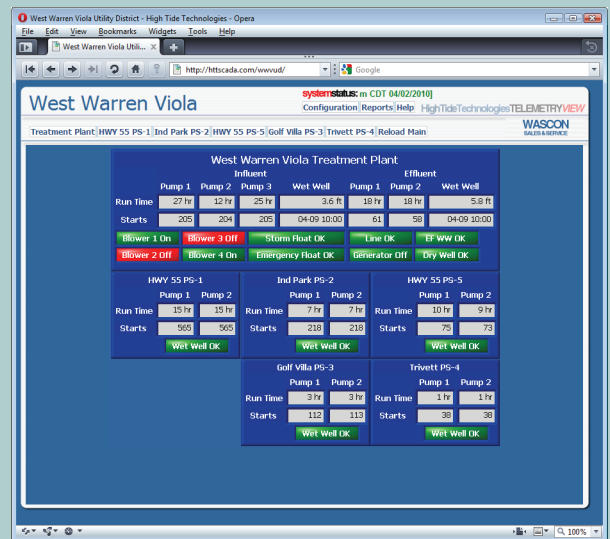 West Warren Viola Utility District - High Tide Technologies - Opera
File Edit View Bookmarks Widgets Tools Help
West Warren Viola Utili... x
http://httscada.com/wwvud/ Google
systemstatus: m CDT 04/02/2010]
West Warren Viola Configuration Reports Help HighTideTechnologiesTELEMETRYVIEW
Treatment Plant HWY 55 PS-1 Ind Park PS-2 HWY 55 PS-5 Golf Villa PS-3 Trivett PS-4 Reload Main WASCON
SALES & SERVICE
West Warren Viola Treatment Plant
Influent Effluent
Pump 1 Pump 2 Pump 3 Wet Well Pump 1 Pump 2 Wet Well
Run Time 27 hr 12 hr 25 hr 3.6 ft 18 hr 18 hr 5.8 ft
Starts 205 204 205 04-09 10:00 61 58 04-09 10:00
Blower 1 On Blower 3 Off Storm Float OK Line OK EF WW OK
Blower 2 Off Blower 4 On Emergency Float OK Generator Off Dry Well OK
HWY 55 PS-1 Ind Park PS-2 HWY 55 PS-5
Pump 1 Pump 2 Pump 1 Pump 2 Pump 1 Pump 2
Run Time 15 hr 15 hr Run Time 7 hr 7 hr Run Time 10 hr 9 hr
Starts 565 565 Starts 218 218 Starts 75 73
Wet Well OK Wet Well OK Wet Well OK
Golf Villa PS-3 Trivett PS-4
Pump 1 Pump 2 Pump 1 Pump 2
Run Time 3 hr 3 hr Run Time 1 hr 1 hr
Starts 112 113 Starts 38 38
Wet Well OK Wet Well OK
100%